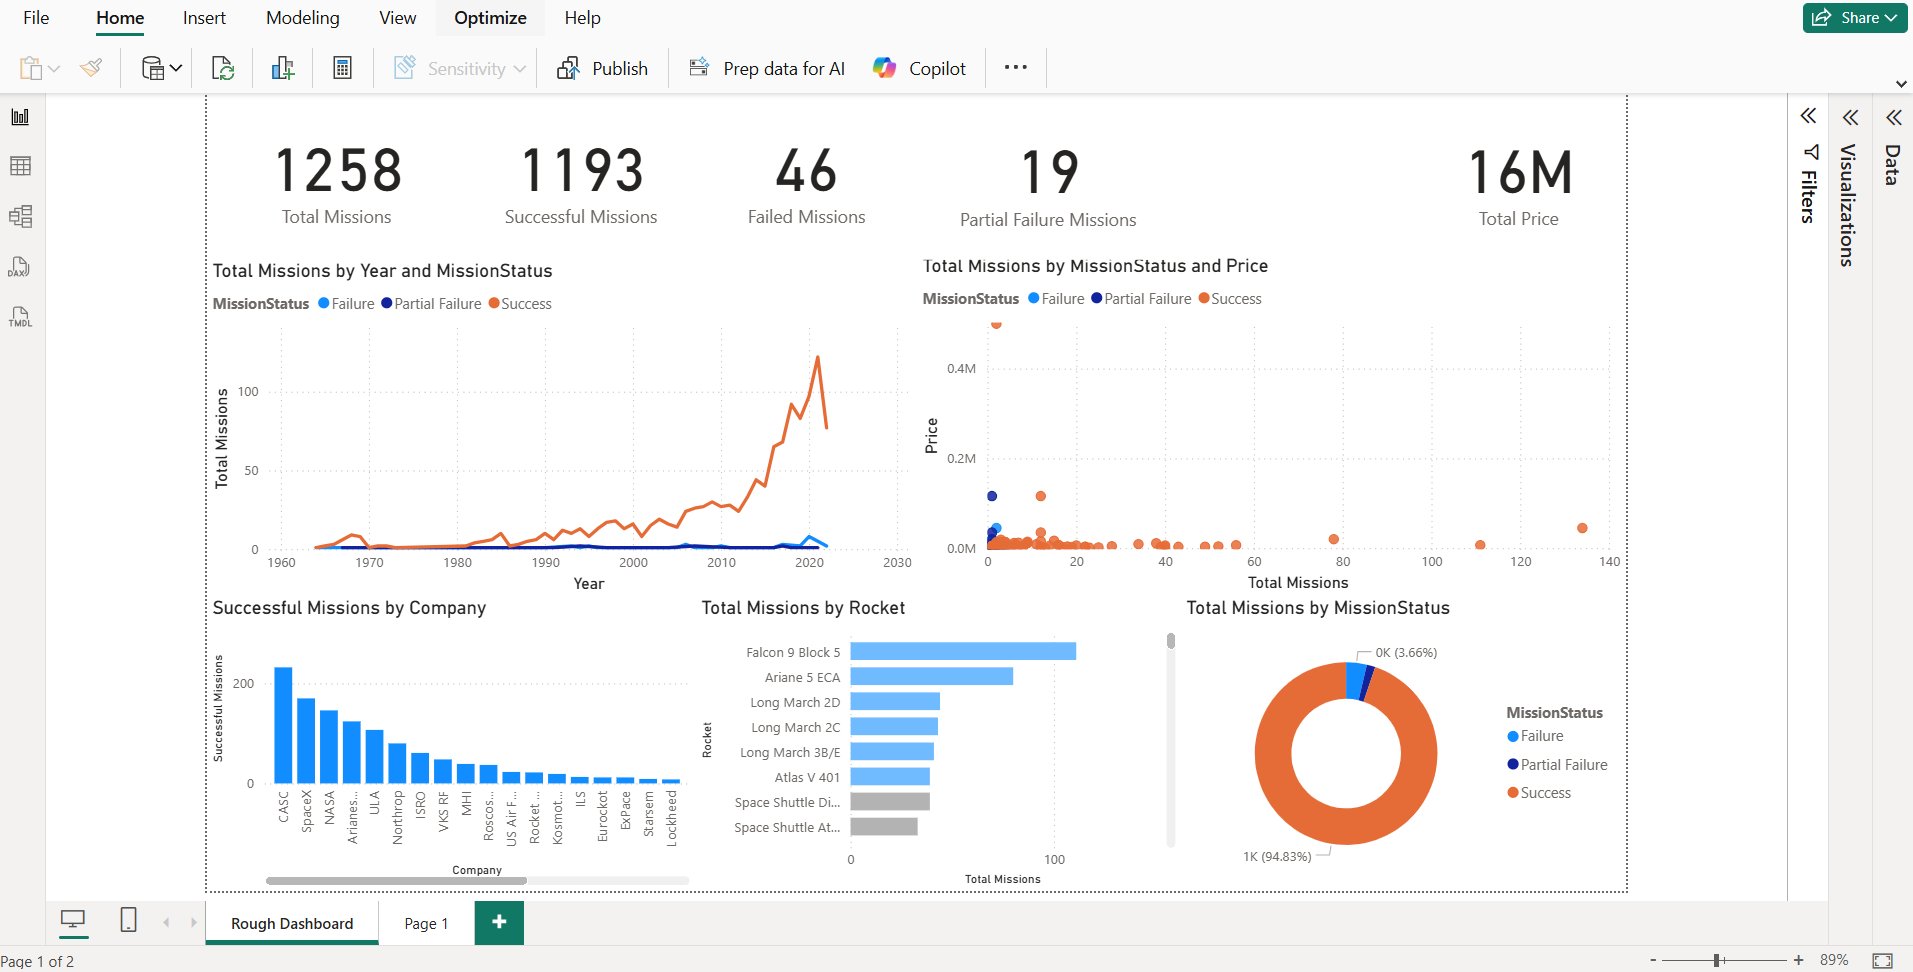 File Home Insert Modeling View Optimize Help Share
Sensitivity Publish Prep data for AI Copilot
1258 1193 46 19 16M
Total Missions Successful Missions Failed Missions Partial Failure Missions Total Price
Total Missions by Year and MissionStatus
MissionStatus Failure Partial Failure Success
Total Missions
100
50
0
1960 1970 1980 1990 2000 2010 2020 2030
Year
Total Missions by MissionStatus and Price
MissionStatus Failure Partial Failure Success
Price
0.4M
0.2M
0.0M
0 20 40 60 80 100 120 140
Total Missions
Successful Missions by Company
Successful Missions
200
0
CASC
SpaceX
NASA
Arianes...
ULA
Northrop
ISRO
VKS RF
MHI
Roscos...
US Air F...
Rocket ...
Kosmot...
ILS
Eurockot
ExPace
Starsem
Lockheed
Company
Total Missions by Rocket
Rocket
Falcon 9 Block 5
Ariane 5 ECA
Long March 2D
Long March 2C
Long March 3B/E
Atlas V 401
Space Shuttle Di...
Space Shuttle At...
0 100
Total Missions
Total Missions by MissionStatus
0K (3.66%)
1K (94.83%)
MissionStatus
Failure
Partial Failure
Success
Filters
Visualizations
Data
DAX
TMDL
Rough Dashboard Page 1 +
Page 1 of 2
- + 89%